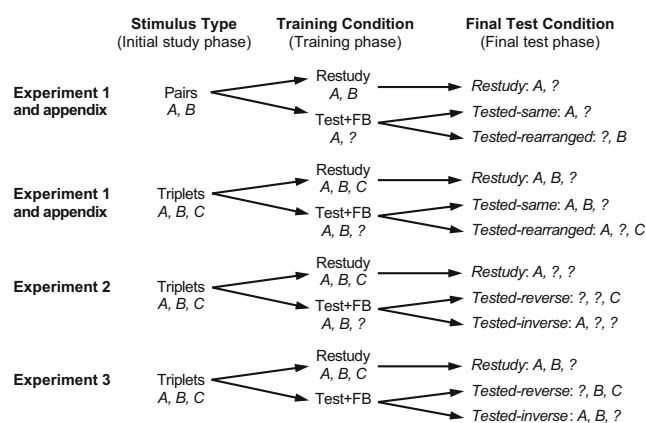 Stimulus Type Training Condition Final Test Condition
(Initial study phase) (Training phase) (Final test phase)
Experiment 1
and appendix
Pairs
A, B
Restudy
A, B
Test+FB
A, ?
Restudy: A, ?
Tested-same: A, ?
Tested-rearranged: ?, B
Experiment 1
and appendix
Triplets
A, B, C
Restudy
A, B, C
Test+FB
A, B, ?
Restudy: A, B, ?
Tested-same: A, B, ?
Tested-rearranged: A, ?, C
Experiment 2
Triplets
A, B, C
Restudy
A, B, C
Test+FB
A, B, ?
Restudy: A, ?, ?
Tested-reverse: ?, ?, C
Tested-inverse: A, ?, ?
Experiment 3
Triplets
A, B, C
Restudy
A, B, C
Test+FB
Restudy: A, B, ?
Tested-reverse: ?, B, C
Tested-inverse: A, B, ?